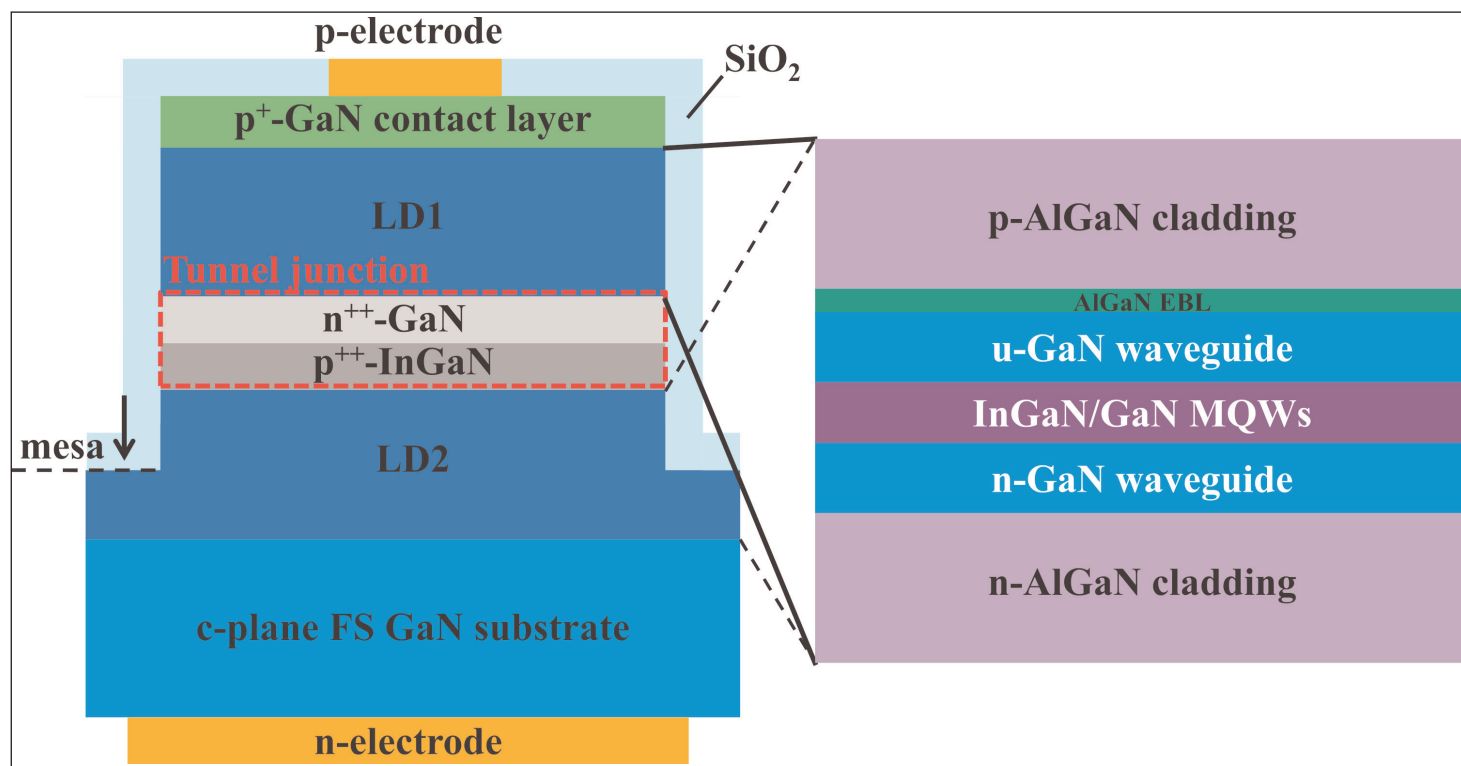 p-electrode
SiO₂
p⁺-GaN contact layer
LD1
Tunnel junction
n⁺⁺-GaN
p⁺⁺-InGaN
mesa
LD2
c-plane FS GaN substrate
n-electrode
p-AlGaN cladding
AlGaN EBL
u-GaN waveguide
InGaN/GaN MQWs
n-GaN waveguide
n-AlGaN cladding